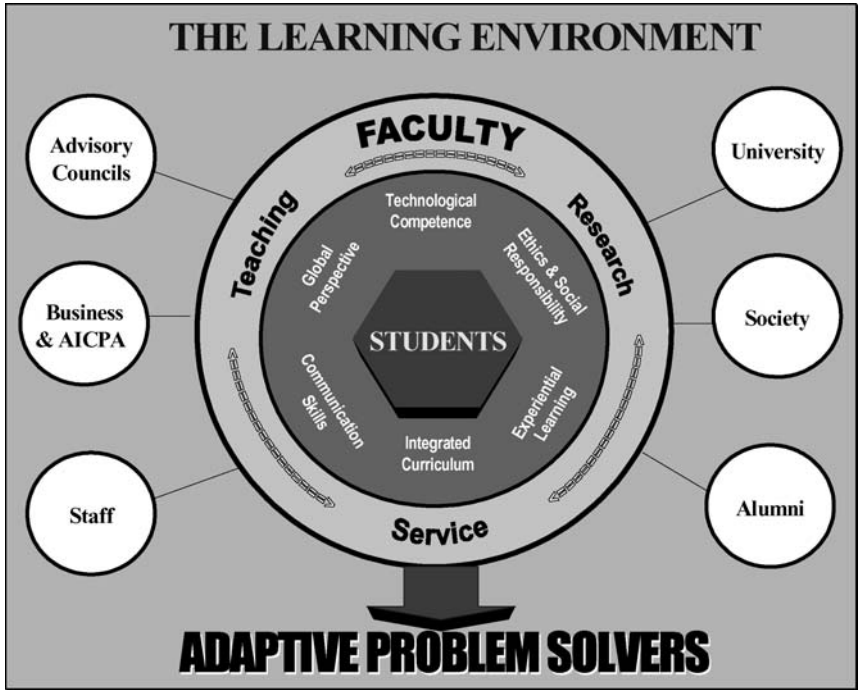 THE LEARNING ENVIRONMENT
Advisory
Councils
Business
& AICPA
Staff
FACULTY
Teaching
Research
Service
Technological
Competence
Global
Perspective
Ethics & Social
Responsibility
STUDENTS
Communication
Skills
Experiential
Learning
Integrated
Curriculum
University
Society
Alumni
ADAPTIVE PROBLEM SOLVERS